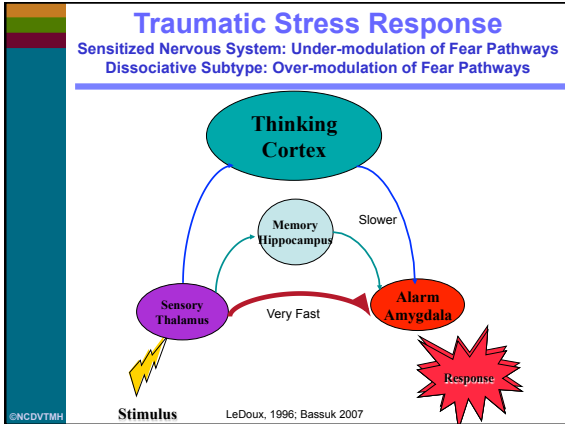 Traumatic Stress Response
Sensitized Nervous System: Under-modulation of Fear Pathways
Dissociative Subtype: Over-modulation of Fear Pathways
Thinking
Cortex
Memory
Hippocampus
Slower
Sensory
Thalamus
Very Fast
Alarm
Amygdala
Response
Stimulus
LeDoux, 1996; Bassuk 2007
©NCDVTMH